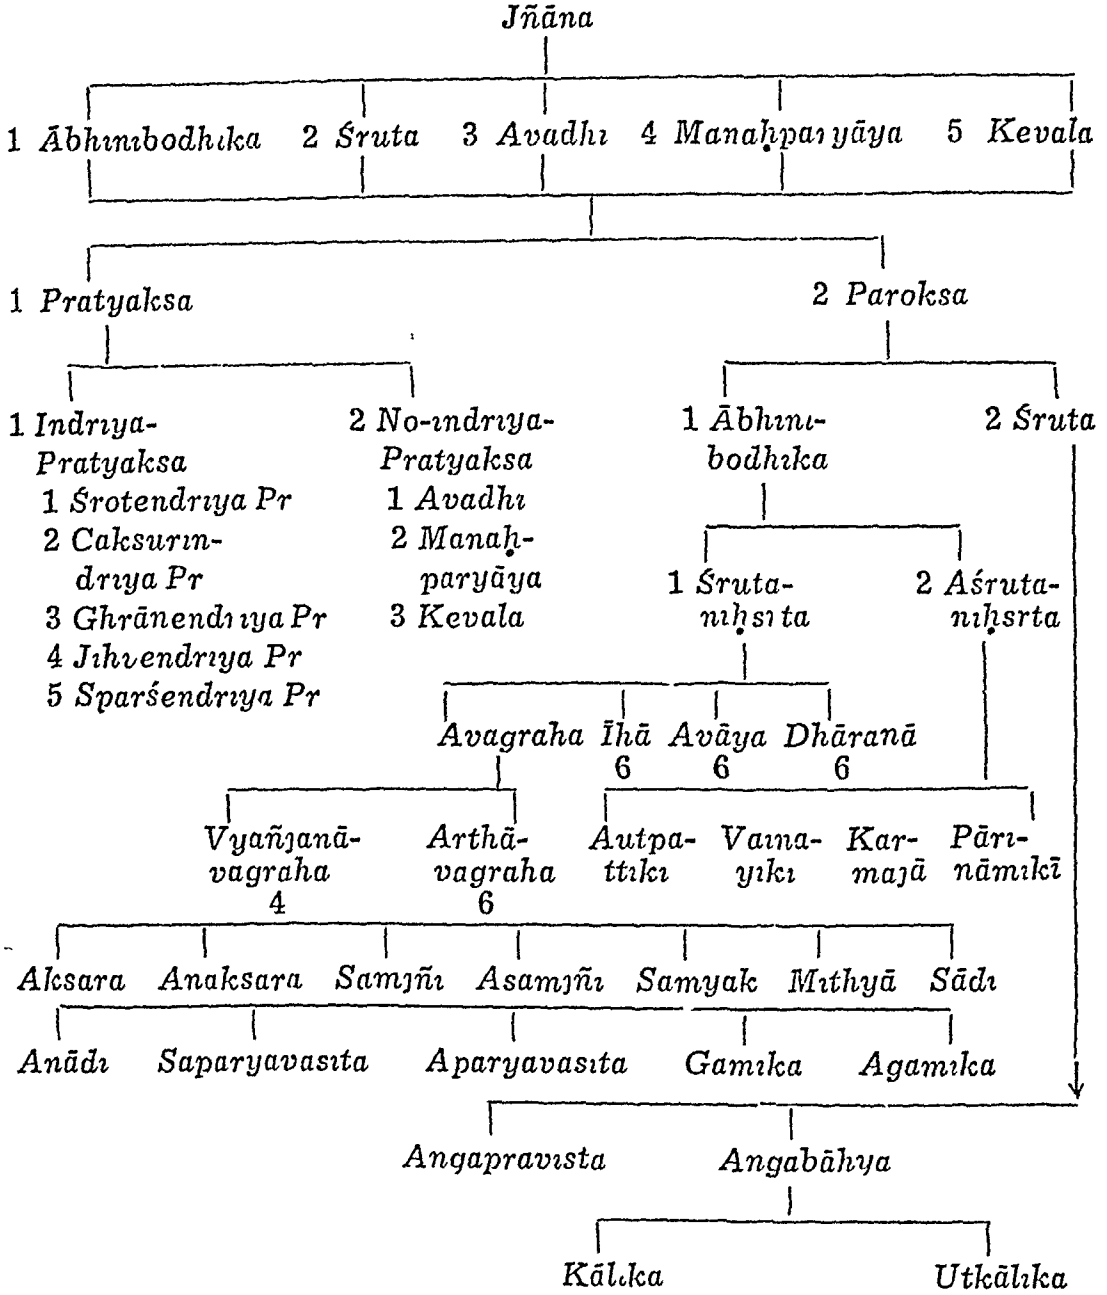 Jñāna
1 Ābhinibodhika 2 Śruta 3 Avadhi 4 Manaḥparyāya 5 Kevala
1 Pratyaksa 2 Paroksa
1 Indriya-
Pratyaksa
1 Śrotendriya Pr
2 Caksurin-
driya Pr
3 Ghrānendriya Pr
4 Jihvendriya Pr
5 Sparśendriya Pr
2 No-indriya-
Pratyaksa
1 Avadhi
2 Manaḥ-
paryāya
3 Kevala
1 Ābhini-
bodhika
2 Śruta
1 Śruta-
niḥsrta
2 Aśruta-
niḥsrta
Avagraha Īhā Avāya Dhāranā
6 6 6
Vyañjanā-
vagraha
4
Arthā-
vagraha
6
Autpa-
ttiki
Vaina-
yiki
Kar-
majā
Pāri-
nāmikī
Aksara Anaksara Samjñi Asamjñi Samyak Mithyā Sādi
Anādi Saparyavasita Aparyavasita Gamika Agamika
Angapravista Angabāhya
Kālika Utkālika